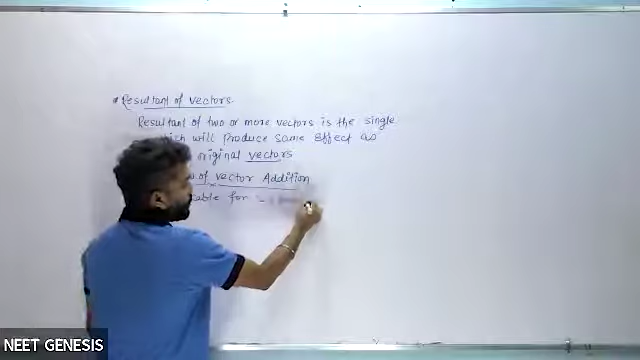 * Resultant of vectors
Resultant of two or more vectors is the single
which will produce same effect as
original vectors
of vector Addition
for
NEET GENESIS